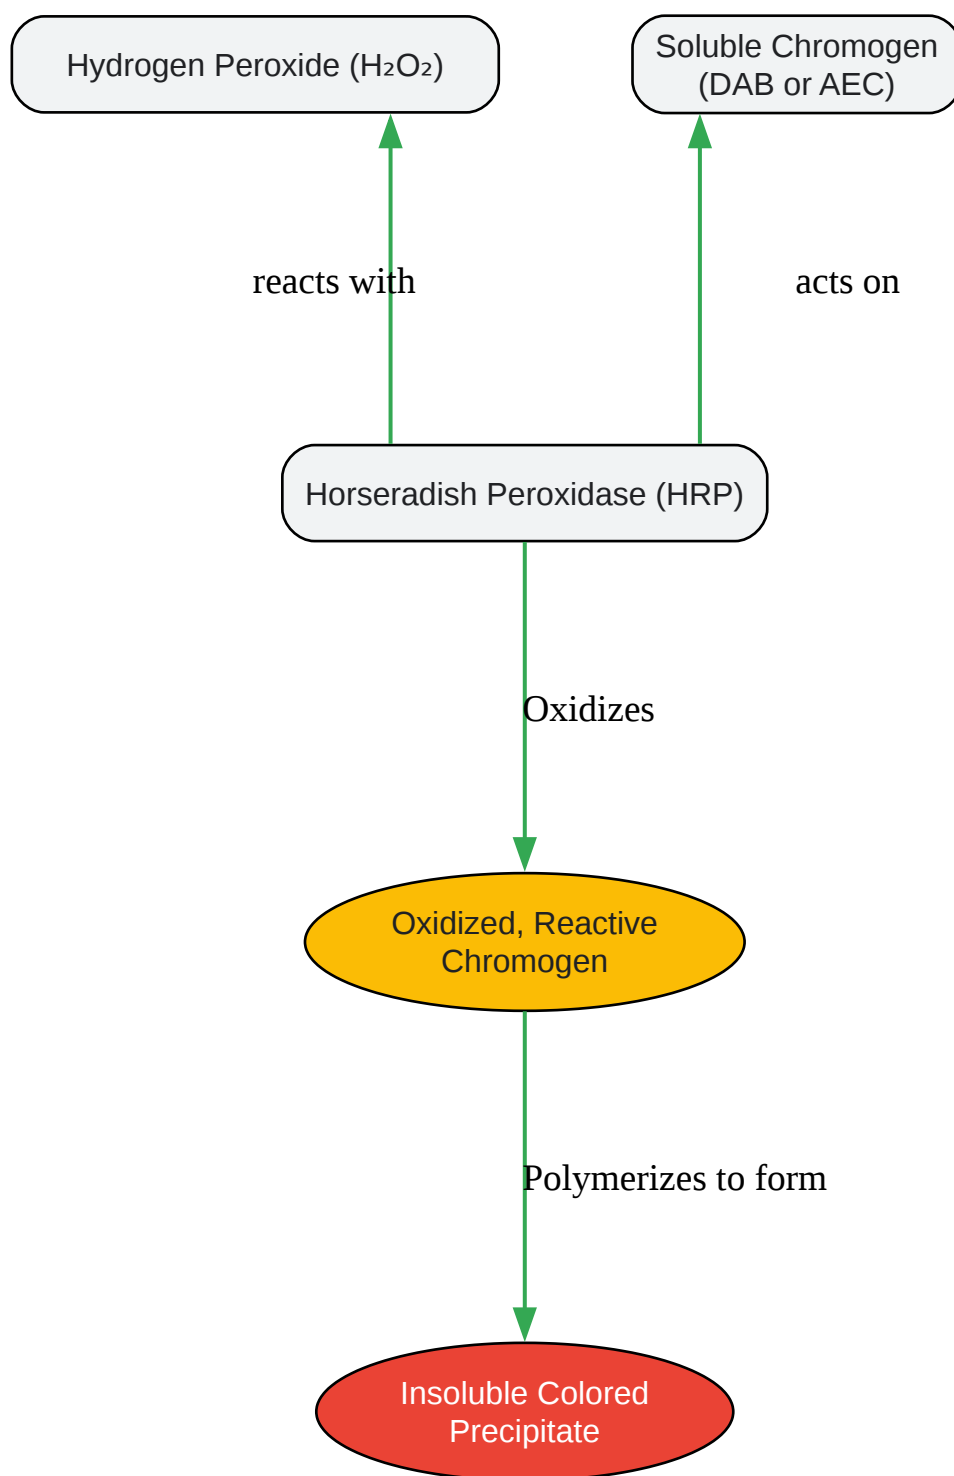 Hydrogen Peroxide (H₂O₂)
Soluble Chromogen
(DAB or AEC)
reacts with
acts on
Horseradish Peroxidase (HRP)
Oxidizes
Oxidized, Reactive
Chromogen
Polymerizes to form
Insoluble Colored
Precipitate